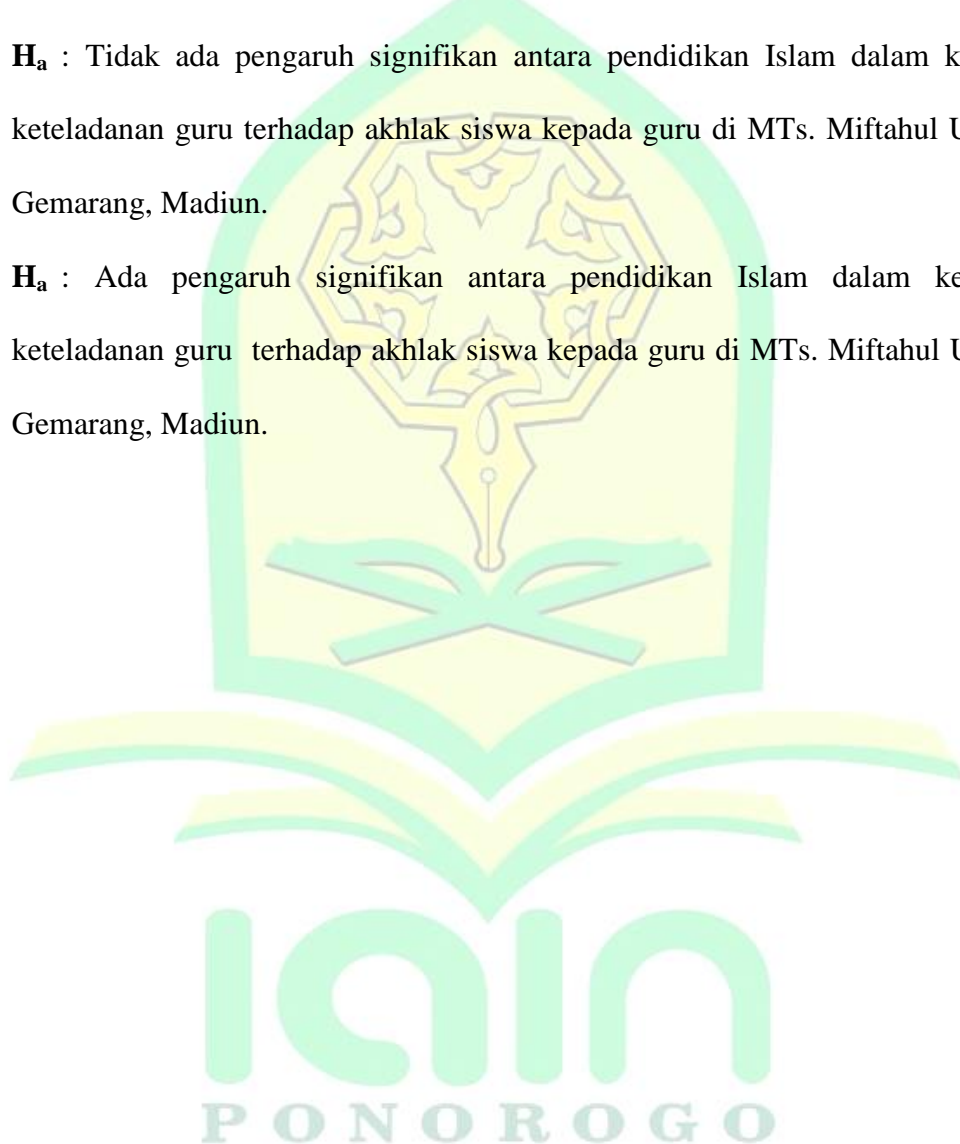 Hₐ : Tidak ada pengaruh signifikan antara pendidikan Islam dalam
keteladanan guru terhadap akhlak siswa kepada guru di MTs. Miftahul
Gemarang, Madiun.
Hₐ : Ada pengaruh signifikan antara pendidikan Islam dalam
keteladanan guru terhadap akhlak siswa kepada guru di MTs. Miftahul
Gemarang, Madiun.
iain
PONOROGO